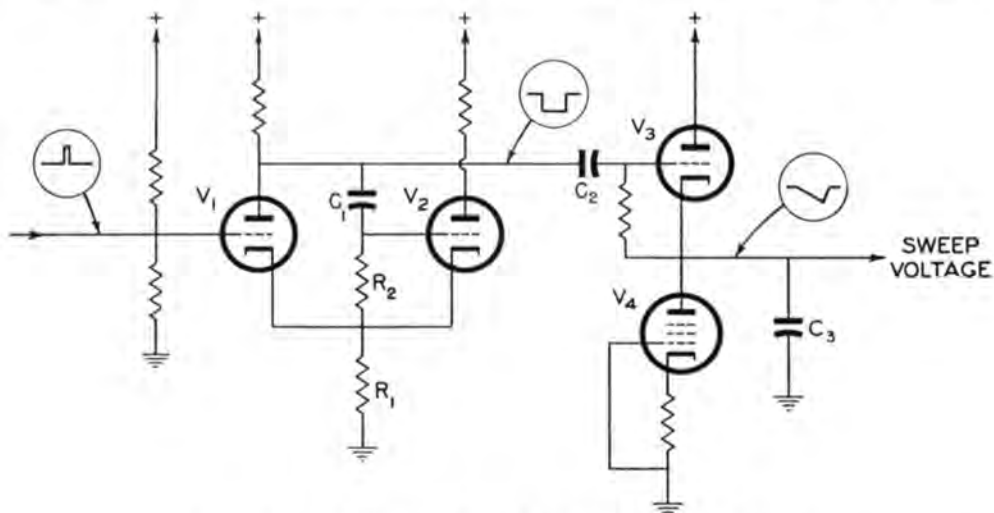 +
+
+
+
V1
C1
V2
R2
R1
C2
V3
V4
C3
SWEEP
VOLTAGE